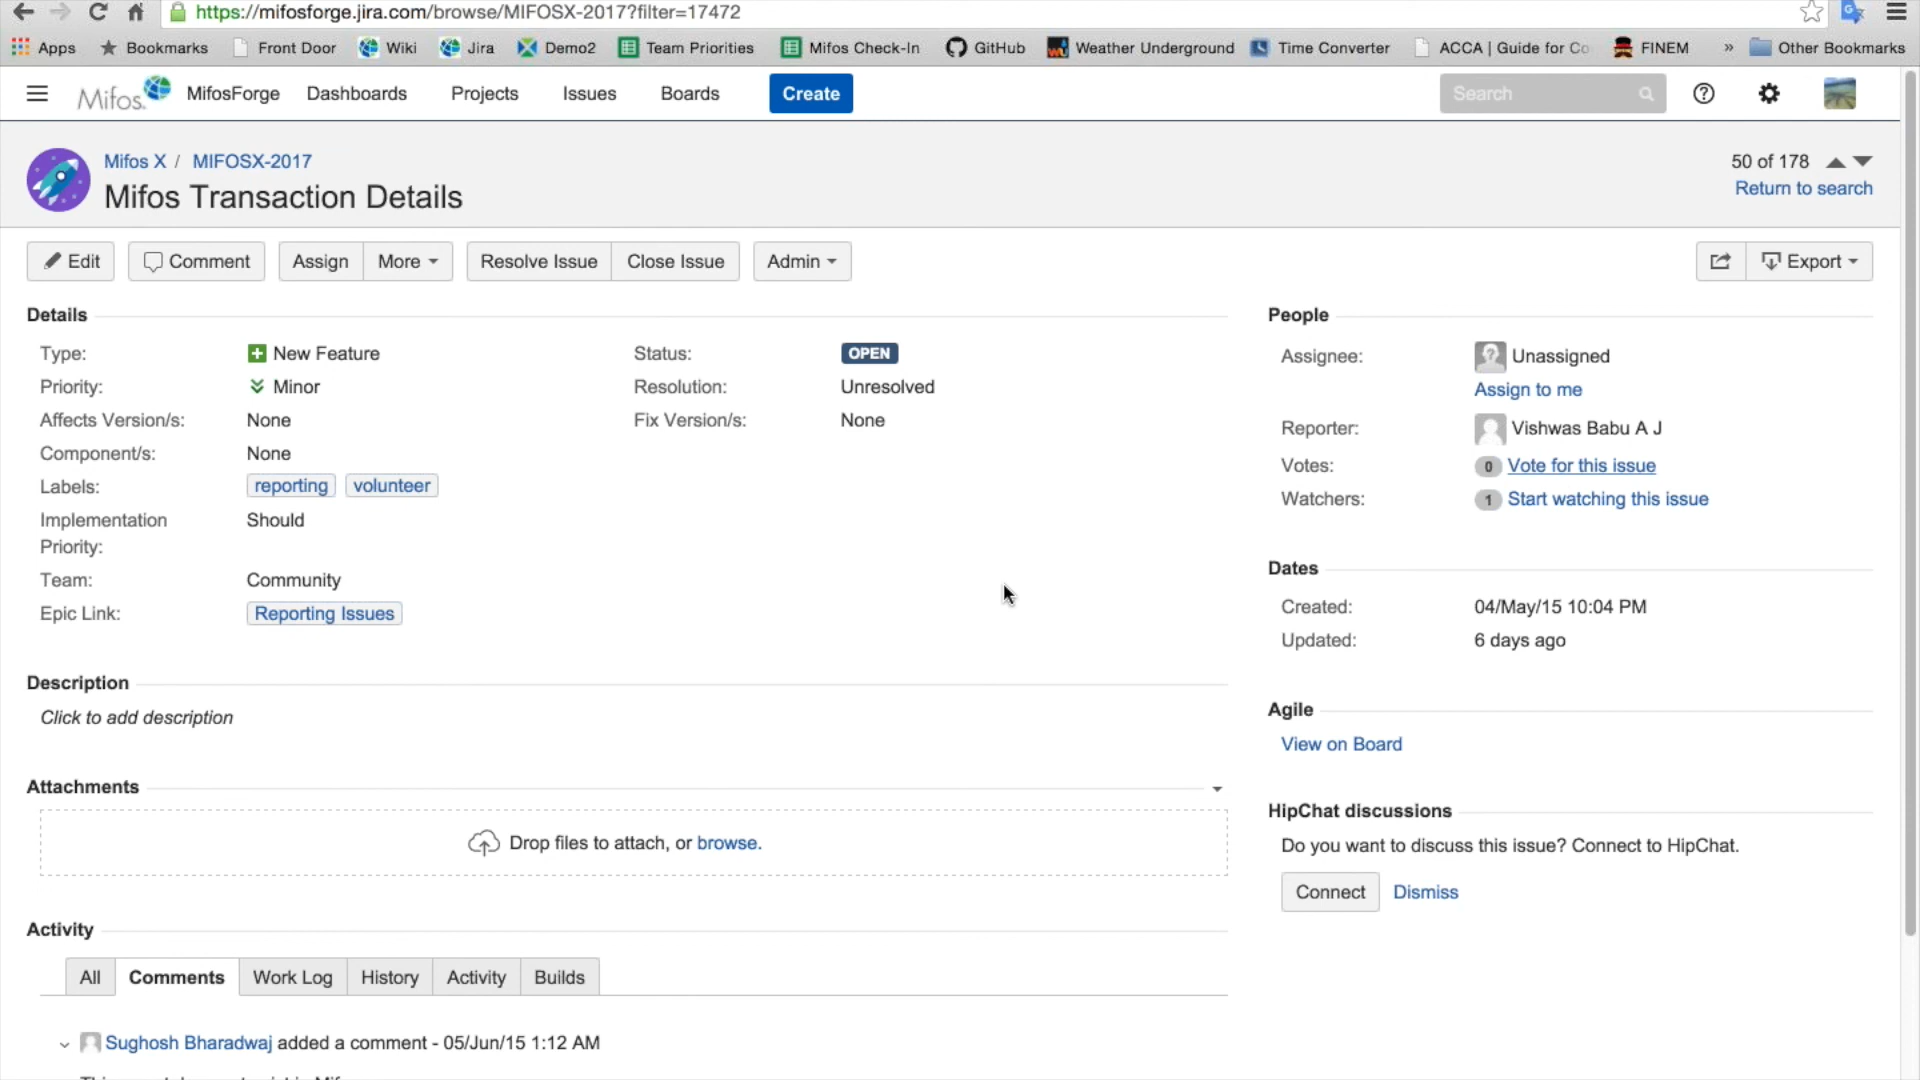 https://mifosforge.jira.com/browse/MIFOSX-2017?filter=17472
Apps Bookmarks Front Door Wiki Jira Demo2 Team Priorities Mifos Check-In GitHub Weather Underground Time Converter ACCA | Guide for Co FINEM » Other Bookmarks
Mifos MifosForge Dashboards Projects Issues Boards Create Search
Mifos X / MIFOSX-2017
Mifos Transaction Details
50 of 178
Return to search
Edit Comment Assign More Resolve Issue Close Issue Admin Export
Details
Type: New Feature
Priority: Minor
Affects Version/s: None
Component/s: None
Labels: reporting volunteer
Implementation Priority: Should
Team: Community
Epic Link: Reporting Issues
Status: OPEN
Resolution: Unresolved
Fix Version/s: None
Description
Click to add description
Attachments
Drop files to attach, or browse.
Activity
All Comments Work Log History Activity Builds
Sughosh Bharadwaj added a comment - 05/Jun/15 1:12 AM
People
Assignee: Unassigned
Assign to me
Reporter: Vishwas Babu A J
Votes: 0 Vote for this issue
Watchers: 1 Start watching this issue
Dates
Created: 04/May/15 10:04 PM
Updated: 6 days ago
Agile
View on Board
HipChat discussions
Do you want to discuss this issue? Connect to HipChat.
Connect Dismiss